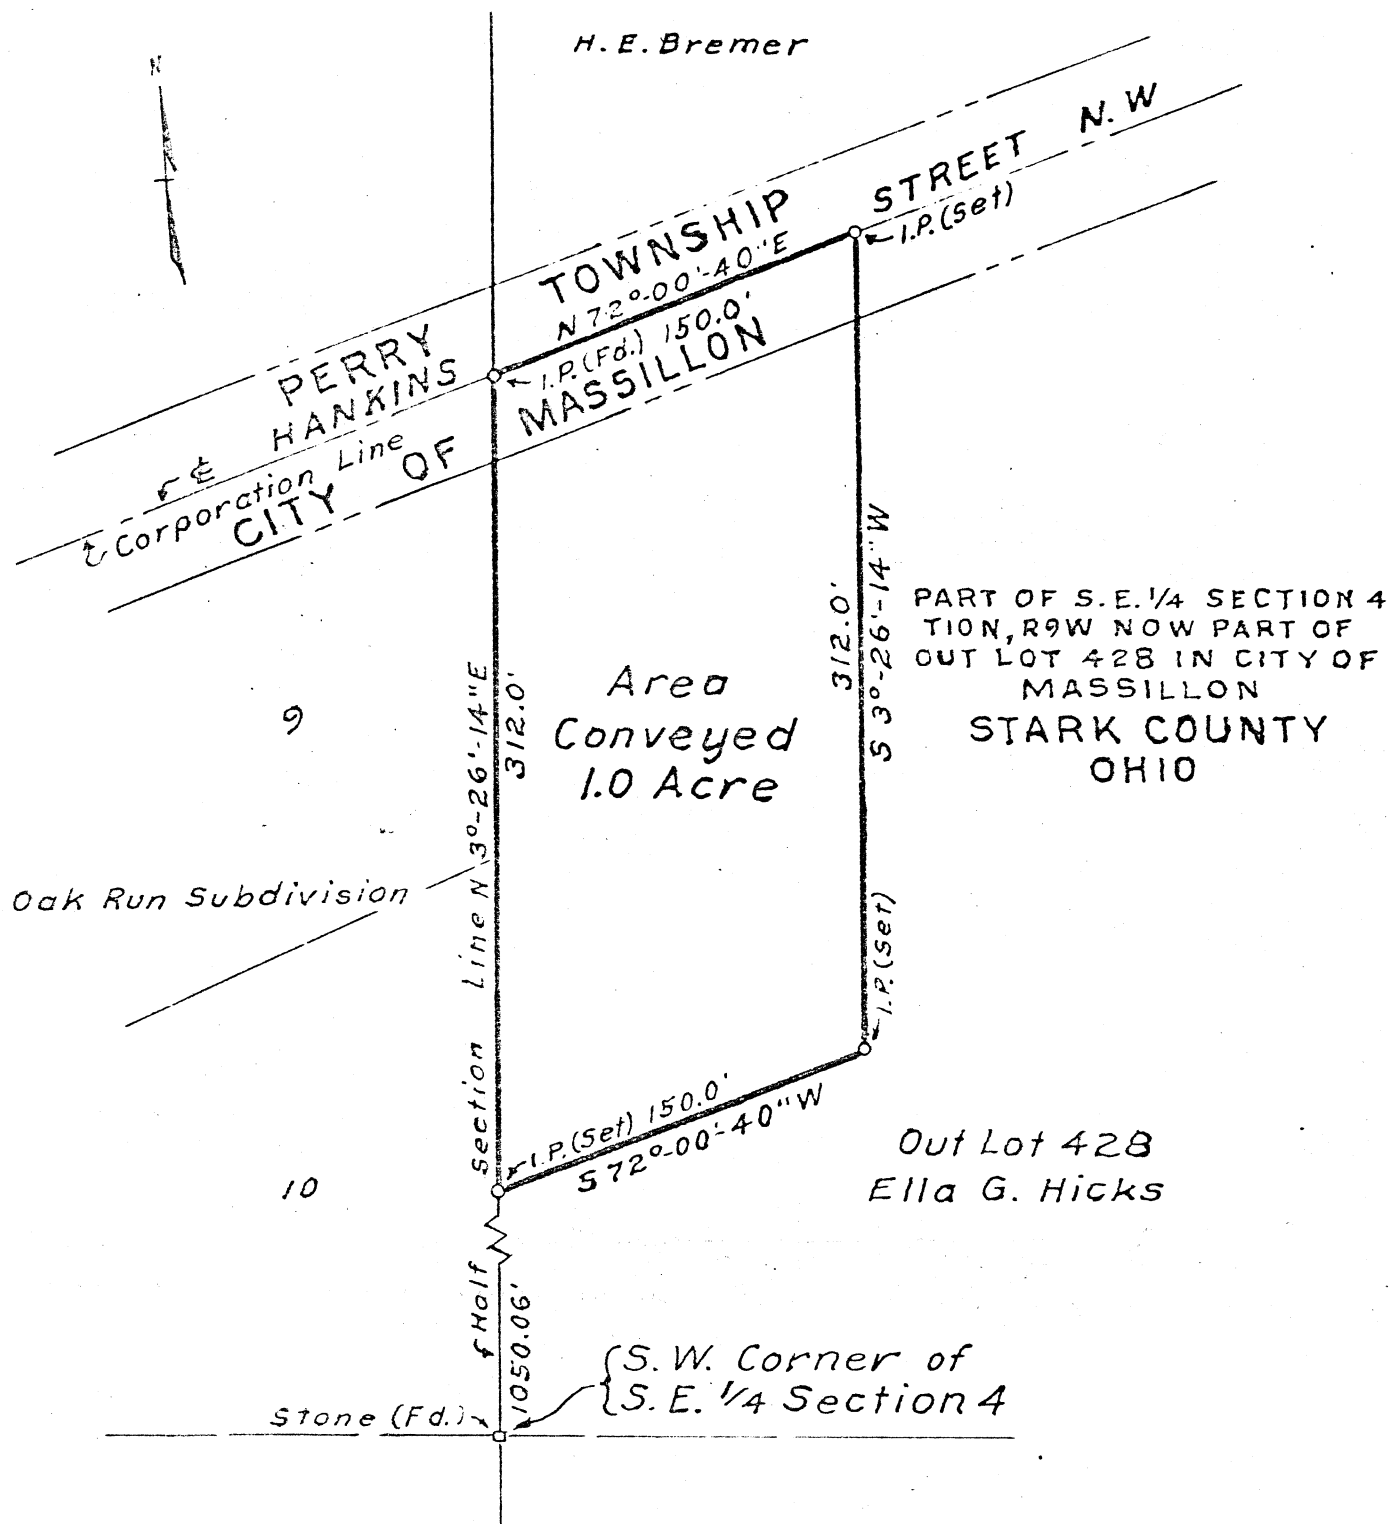 H. E. Bremer
N
STREET N.W
I.P. (Set)
TOWNSHIP
N 72°-00'-40"E
I.P. (Fd.) 150.0'
PERRY
HANKINS
MASSILLON
℄
Corporation Line
CITY OF
312.0'
S 3°-26'-14"W
PART OF S.E. 1/4 SECTION 4
T10N, R9W NOW PART OF
OUT LOT 428 IN CITY OF
MASSILLON
STARK COUNTY
OHIO
Area
Conveyed
1.0 Acre
9
section Line N 3°-26'-14"E
312.0'
Oak Run Subdivision
I.P. (Set)
I.P. (Set) 150.0'
S 72°-00'-40"W
Out Lot 428
Ella G. Hicks
10
Half
1050.06'
S.W. Corner of
S.E. 1/4 Section 4
Stone (Fd.)